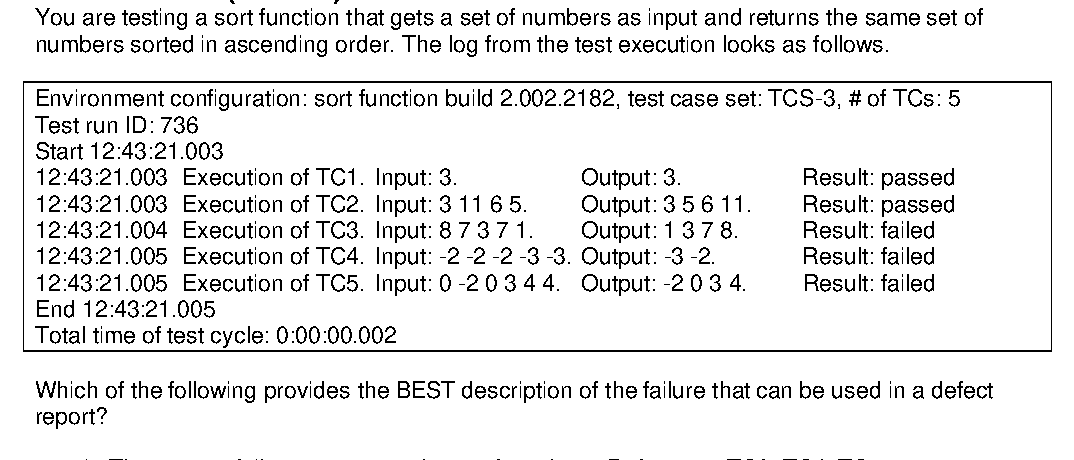 You are testing a sort function that gets a set of numbers as input and returns the same set of
numbers sorted in ascending order. The log from the test execution looks as follows.
Environment configuration: sort function build 2.002.2182, test case set: TCS-3, # of TCs: 5
Test run ID: 736
Start 12:43:21.003
12:43:21.003 Execution of TC1. Input: 3. Output: 3. Result: passed
12:43:21.003 Execution of TC2. Input: 3 11 6 5. Output: 3 5 6 11. Result: passed
12:43:21.004 Execution of TC3. Input: 8 7 3 7 1. Output: 1 3 7 8. Result: failed
12:43:21.005 Execution of TC4. Input: -2 -2 -2 -3 -3. Output: -3 -2. Result: failed
12:43:21.005 Execution of TC5. Input: 0 -2 0 3 4 4. Output: -2 0 3 4. Result: failed
End 12:43:21.005
Total time of test cycle: 0:00:00.002
Which of the following provides the BEST description of the failure that can be used in a defect
report?